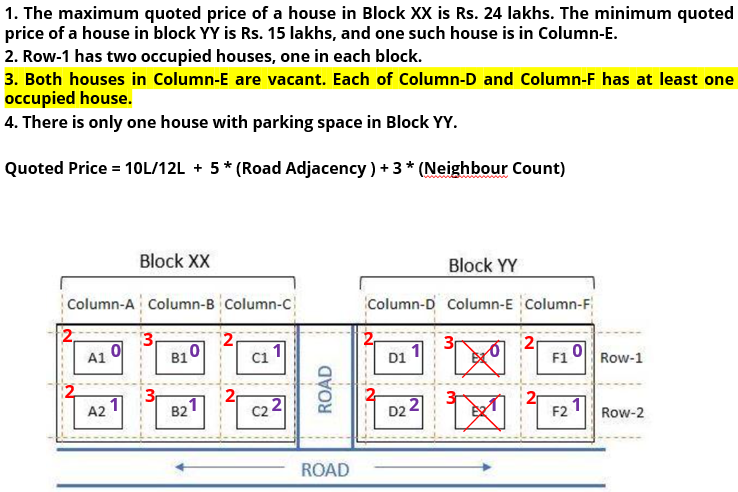 1. The maximum quoted price of a house in Block XX is Rs. 24 lakhs. The minimum quoted
price of a house in block YY is Rs. 15 lakhs, and one such house is in Column-E.
2. Row-1 has two occupied houses, one in each block.
3. Both houses in Column-E are vacant. Each of Column-D and Column-F has at least one
occupied house.
4. There is only one house with parking space in Block YY.
Quoted Price = 10L/12L + 5 * (Road Adjacency ) + 3 * (Neighbour Count)
Block XX Block YY
Column-A Column-B Column-C Column-D Column-E Column-F
2 A1 0 3 B1 0 2 C1 1 2 D1 1 3 E1 0 2 F1 0 Row-1
2 A2 1 3 B2 1 2 C2 2 2 D2 2 3 E2 1 2 F2 1 Row-2
ROAD
ROAD